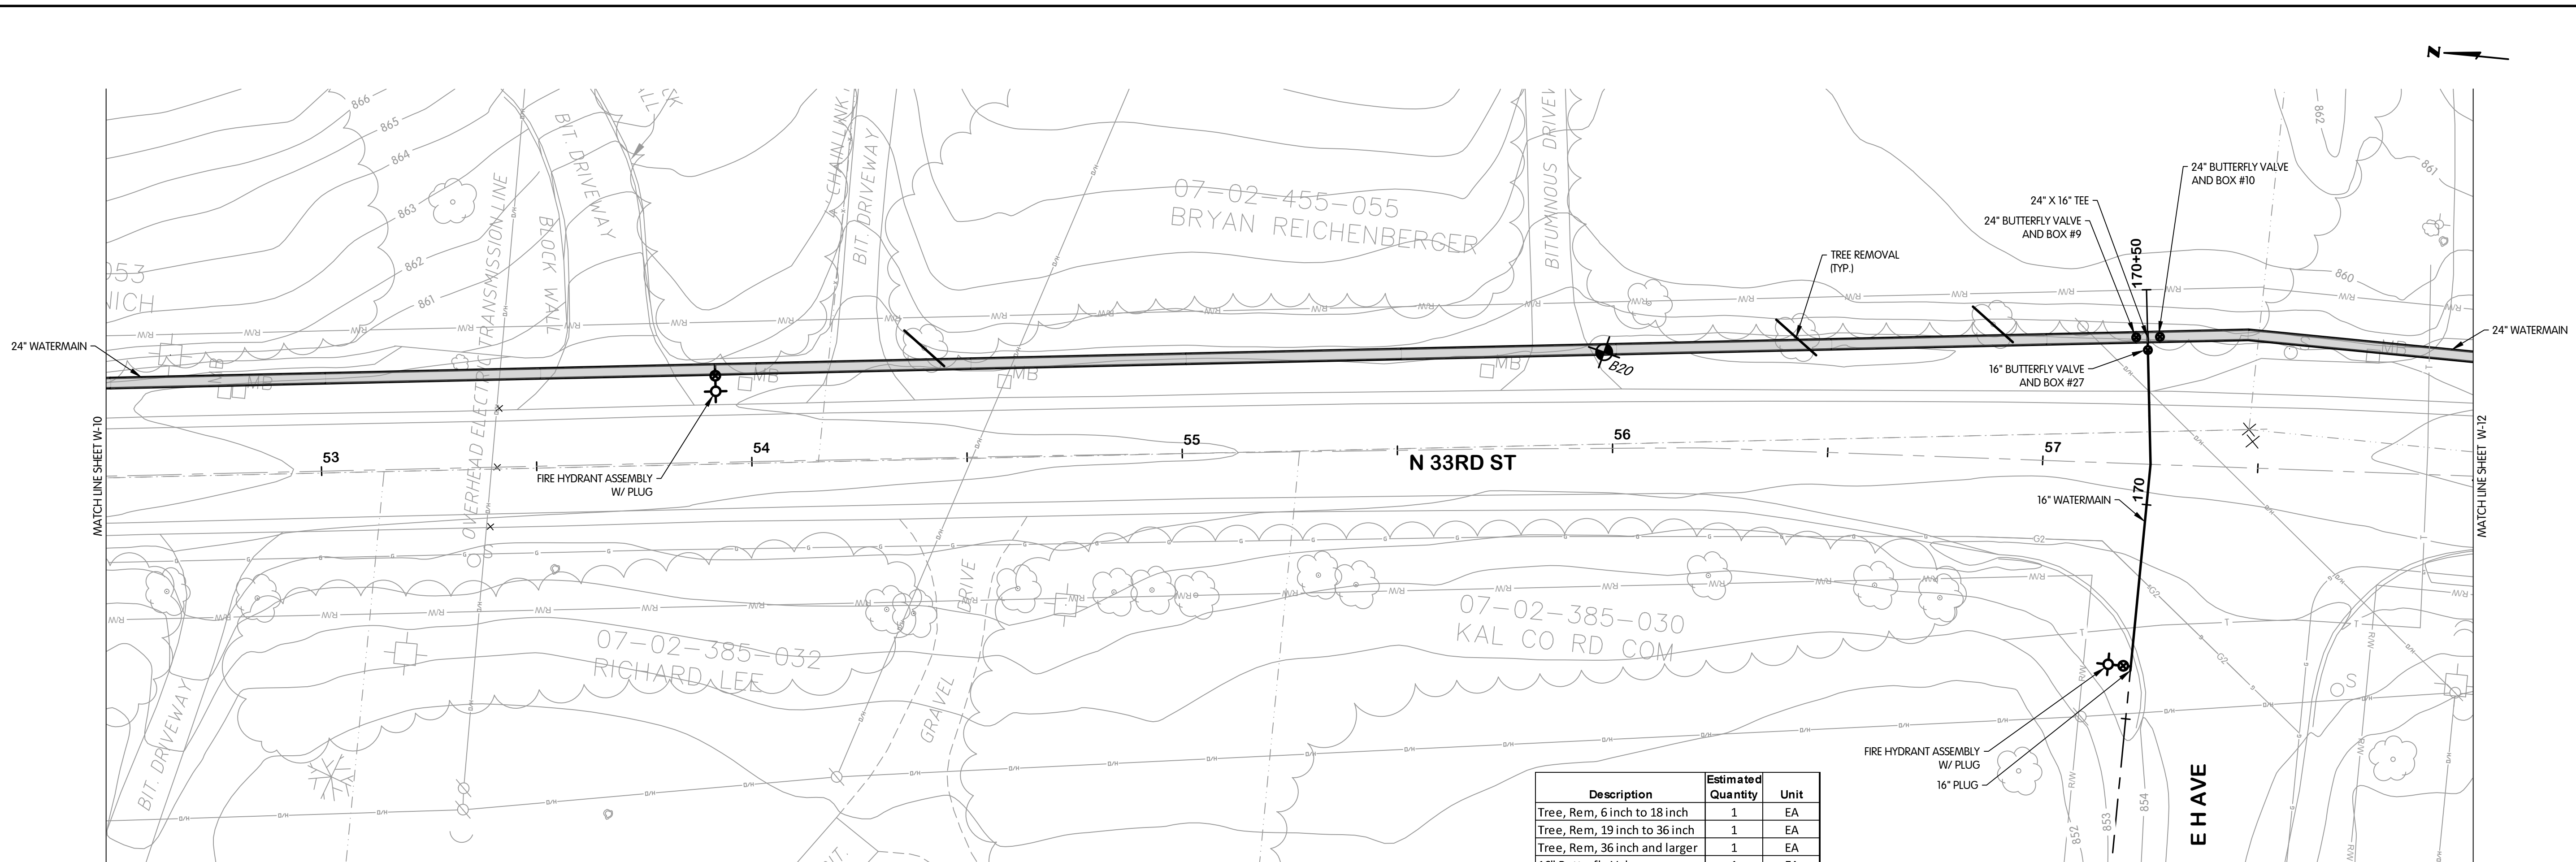 N
866
865
864
863
862
861
BIT. DRIVEWAY
BLOCK WALL
OVERHEAD ELECTRIC TRANSMISSION LINE
CHAIN LINK
BIT. DRIVEWAY
07-02-455-055
BRYAN REICHENBERGER
BITUMINOUS DRIVEW
862
861
860
053
NICH
24" BUTTERFLY VALVE
AND BOX #10
24" X 16" TEE
24" BUTTERFLY VALVE
AND BOX #9
170+50
TREE REMOVAL
(TYP.)
24" WATERMAIN
24" WATERMAIN
16" BUTTERFLY VALVE
AND BOX #27
B20
MB
MB
MB
MB
MB
MB
S
MATCH LINE SHEET W-10
MATCH LINE SHEET W-12
53
54
55
56
57
N 33RD ST
FIRE HYDRANT ASSEMBLY
W/ PLUG
170
16" WATERMAIN
GRAVEL DRIVE
07-02-385-032
RICHARD LEE
07-02-385-030
KAL CO RD COM
BIT. DRIVEWAY
S
S
FIRE HYDRANT ASSEMBLY
W/ PLUG
16" PLUG
E H AVE
852
853
854
Description Estimated Quantity Unit
Tree, Rem, 6 inch to 18 inch 1 EA
Tree, Rem, 19 inch to 36 inch 1 EA
Tree, Rem, 36 inch and larger 1 EA